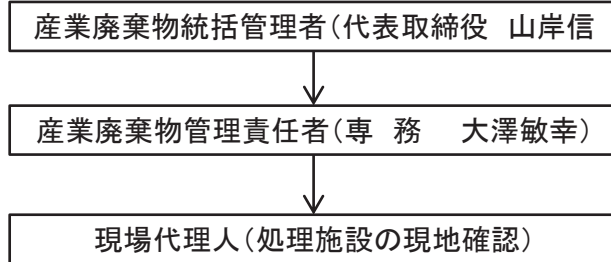 産業廃棄物統括管理者(代表取締役　山岸信
産業廃棄物管理責任者(専　務　　大澤敏幸)
現場代理人(処理施設の現地確認)